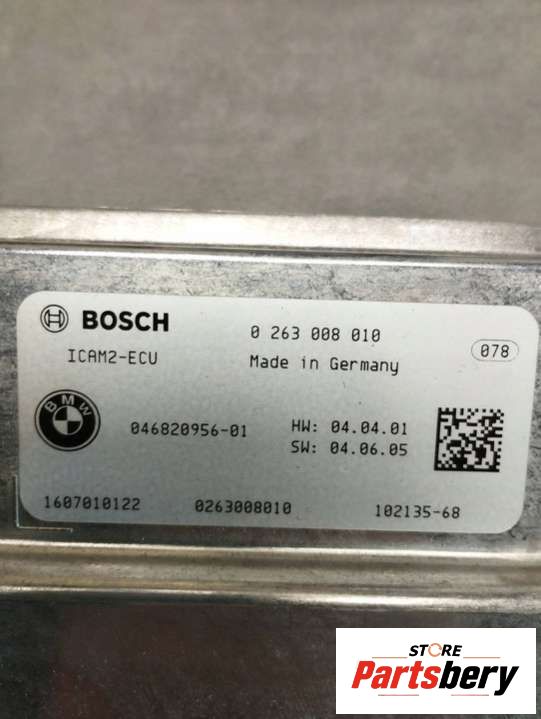 BOSCH 0 263 008 010
ICAM2-ECU Made in Germany 078
BMW
046820956-01 HW: 04.04.01
SW: 04.06.05
1607010122 0263008010 102135-68
STORE
Partsbery